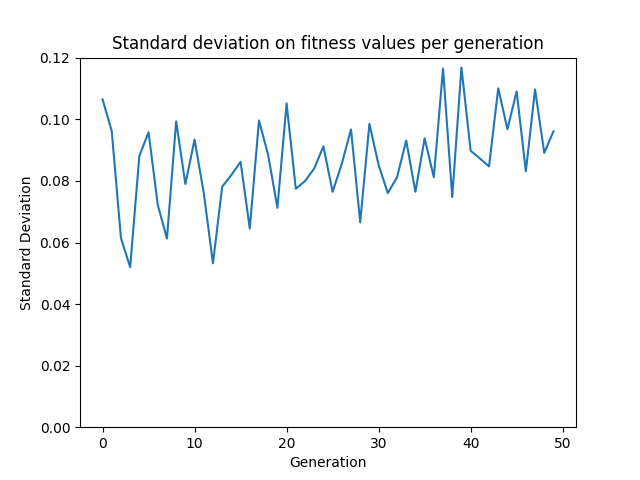 Standard deviation on fitness values per generation
0.12
0.10
0.08
0.06
0.04
0.02
0.00
Standard Deviation
0 10 20 30 40 50
Generation